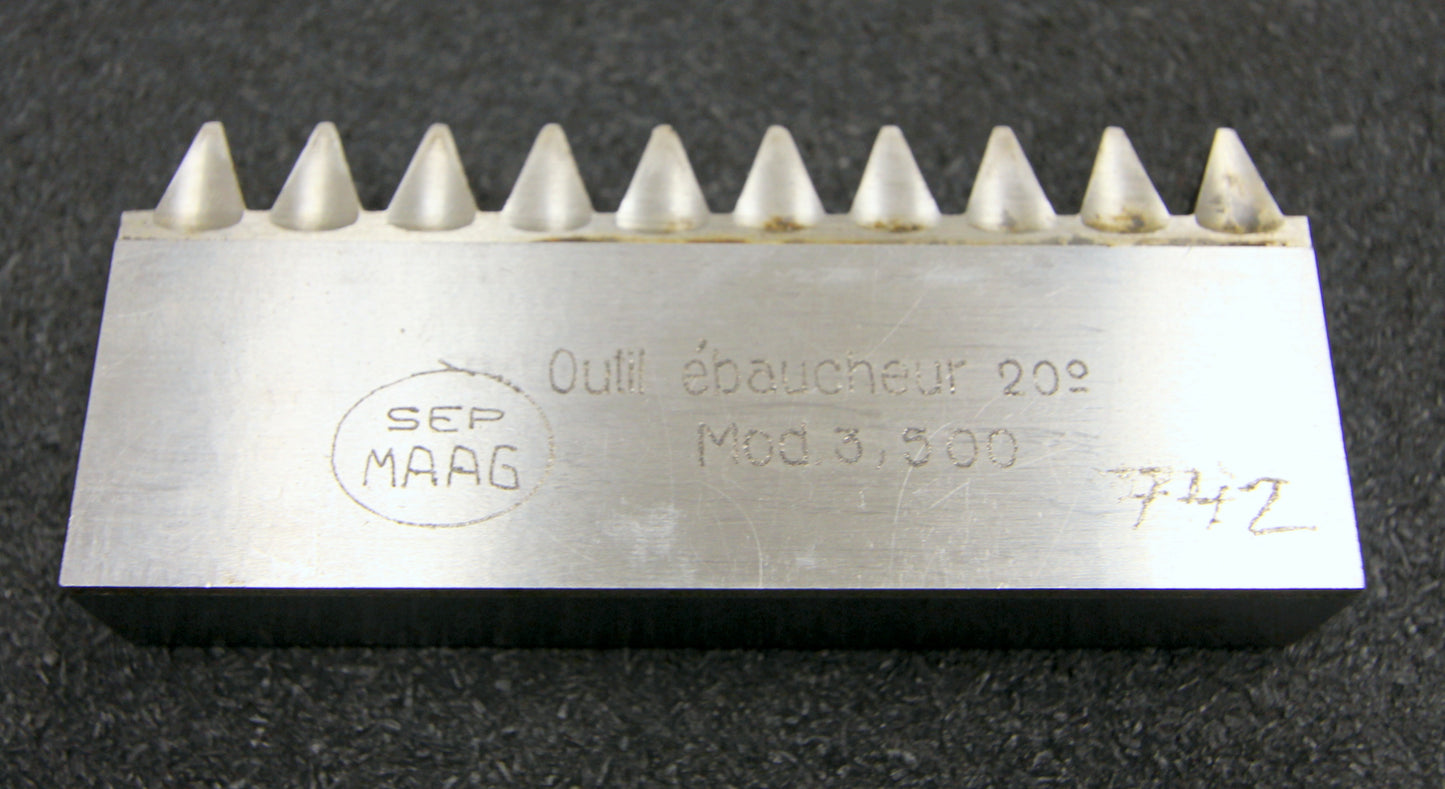 SEP
MAAG
Outil ébaucheur 20º
Mod. 3,500
742